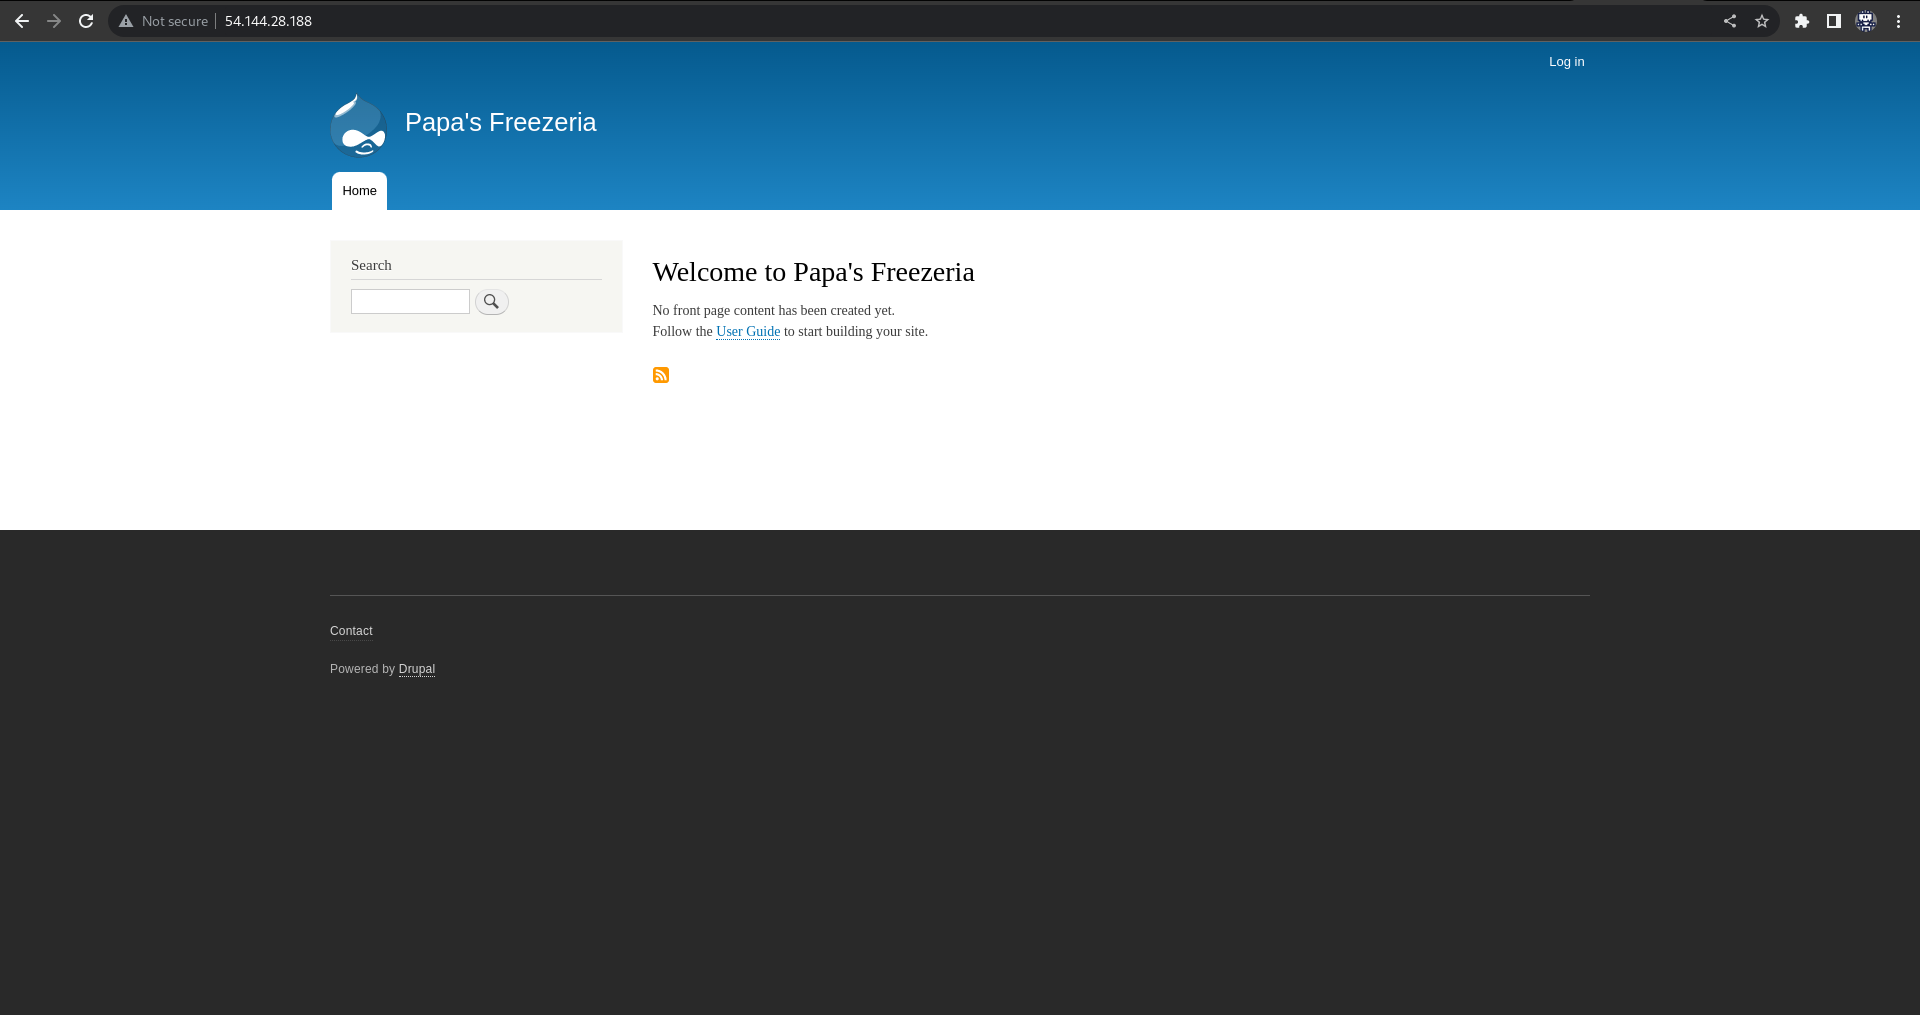 Not secure
54.144.28.188
Log in
Papa's Freezeria
Home
Search
Welcome to Papa's Freezeria
No front page content has been created yet.
Follow the User Guide to start building your site.
Contact
Powered by Drupal